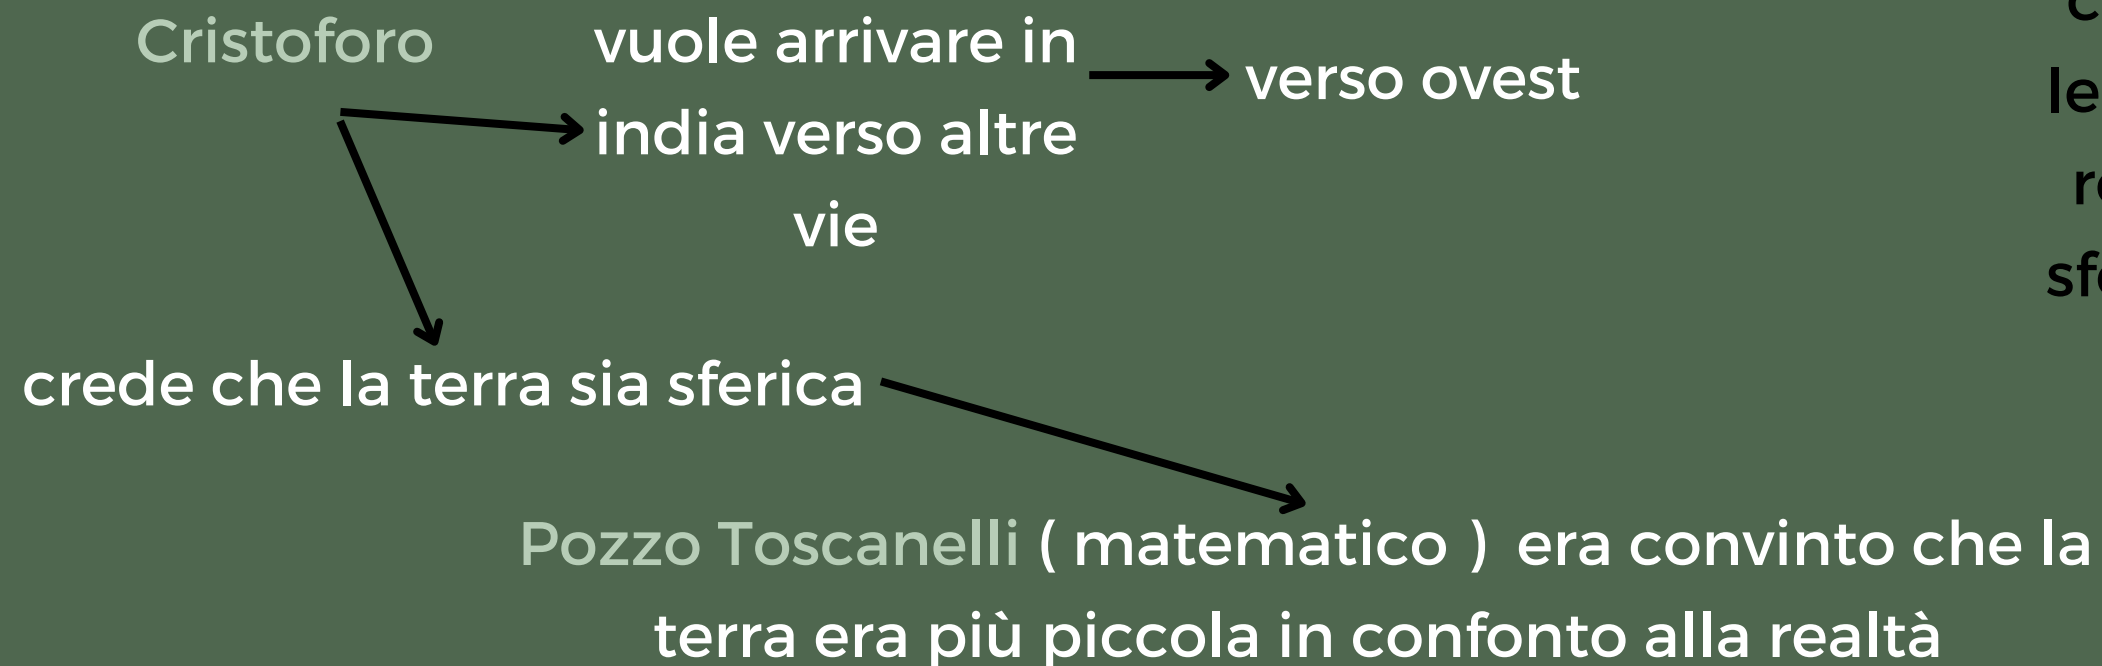 Cristoforo
vuole arrivare in
india verso altre
vie
verso ovest
crede che la terra sia sferica
Pozzo Toscanelli ( matematico ) era convinto che la
terra era più piccola in confonto alla realtà